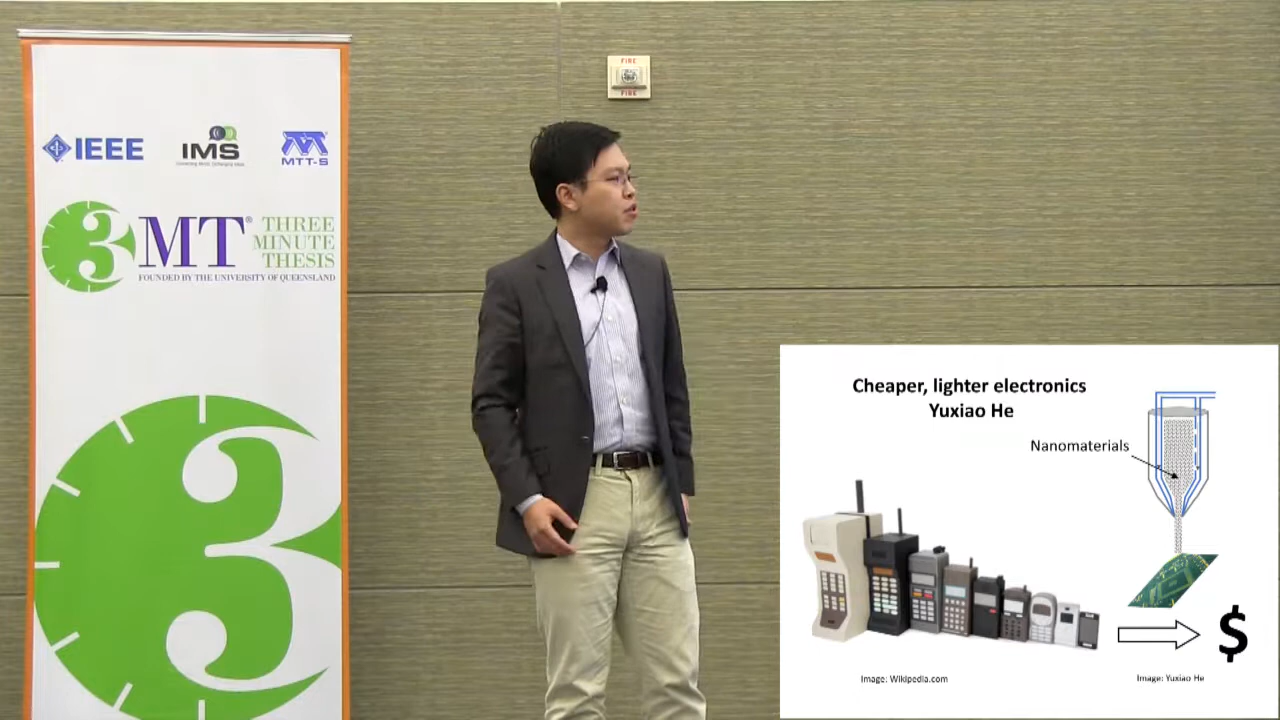 IEEE
IMS
MTT-S
3MT® THREE
MINUTE
THESIS
FOUNDED BY THE UNIVERSITY OF QUEENSLAND
3
FIRE
FIRE
Cheaper, lighter electronics
Yuxiao He
Nanomaterials
$
Image: Wikipedia.com
Image: Yuxiao He